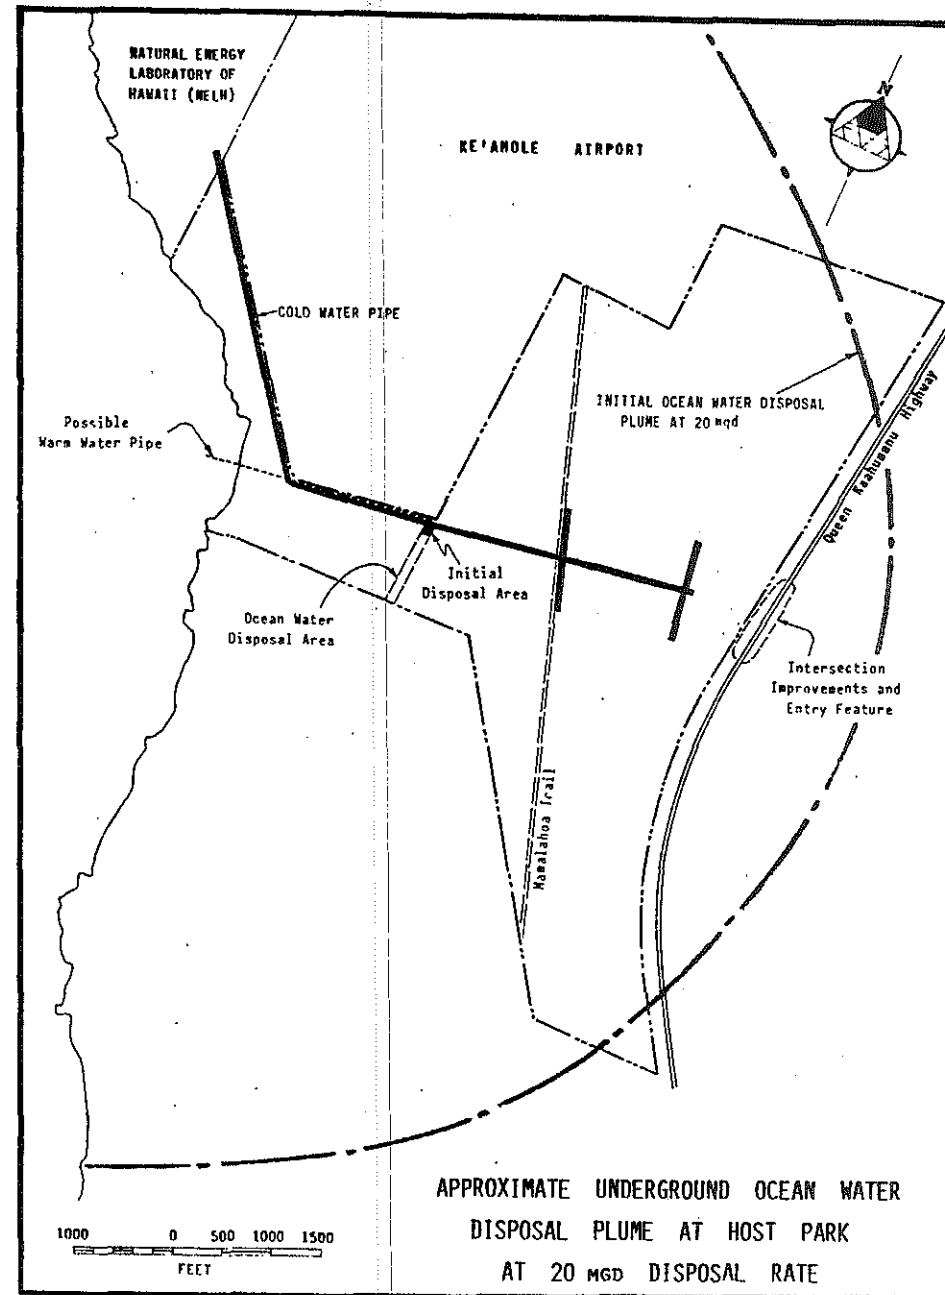 NATURAL ENERGY
LABORATORY OF
HAWAII (NELH)
N
KE'AHOLE AIRPORT
COLD WATER PIPE
INITIAL OCEAN WATER DISPOSAL
PLUME AT 20 mgd
Queen Kaahumanu Highway
Possible
Warm Water Pipe
Initial
Disposal Area
Ocean Water
Disposal Area
Intersection
Improvements and
Entry Feature
Mamalahoa Trail
APPROXIMATE UNDERGROUND OCEAN WATER
DISPOSAL PLUME AT HOST PARK
AT 20 MGD DISPOSAL RATE
1000 0 500 1000 1500
FEET